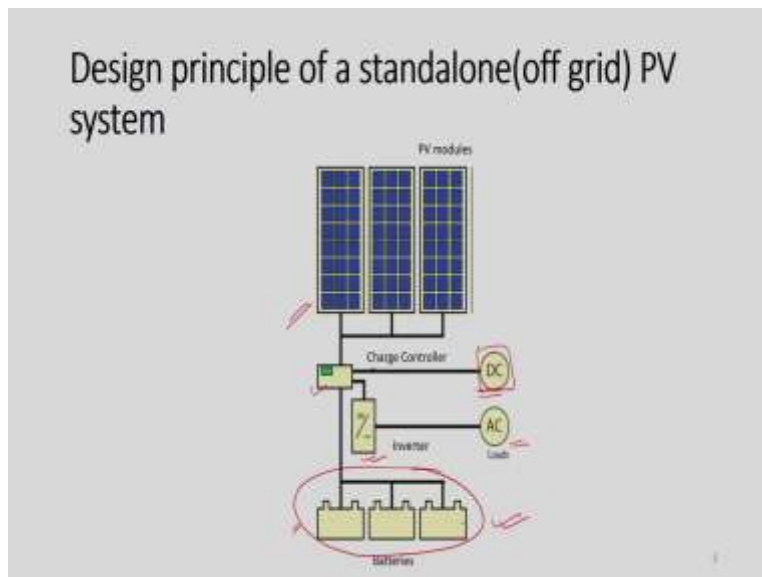 Design principle of a standalone(off grid) PV
system
PV modules
Charge Controller
DC
AC
Inverter
Loads
Batteries